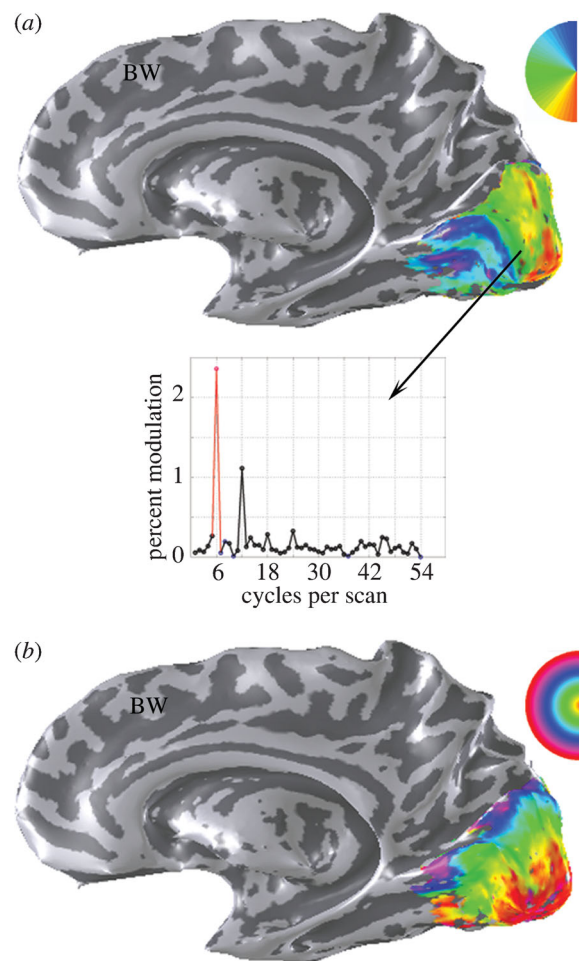 (a)
BW
percent modulation
2
1
0
6 18 30 42 54
cycles per scan
(b)
BW